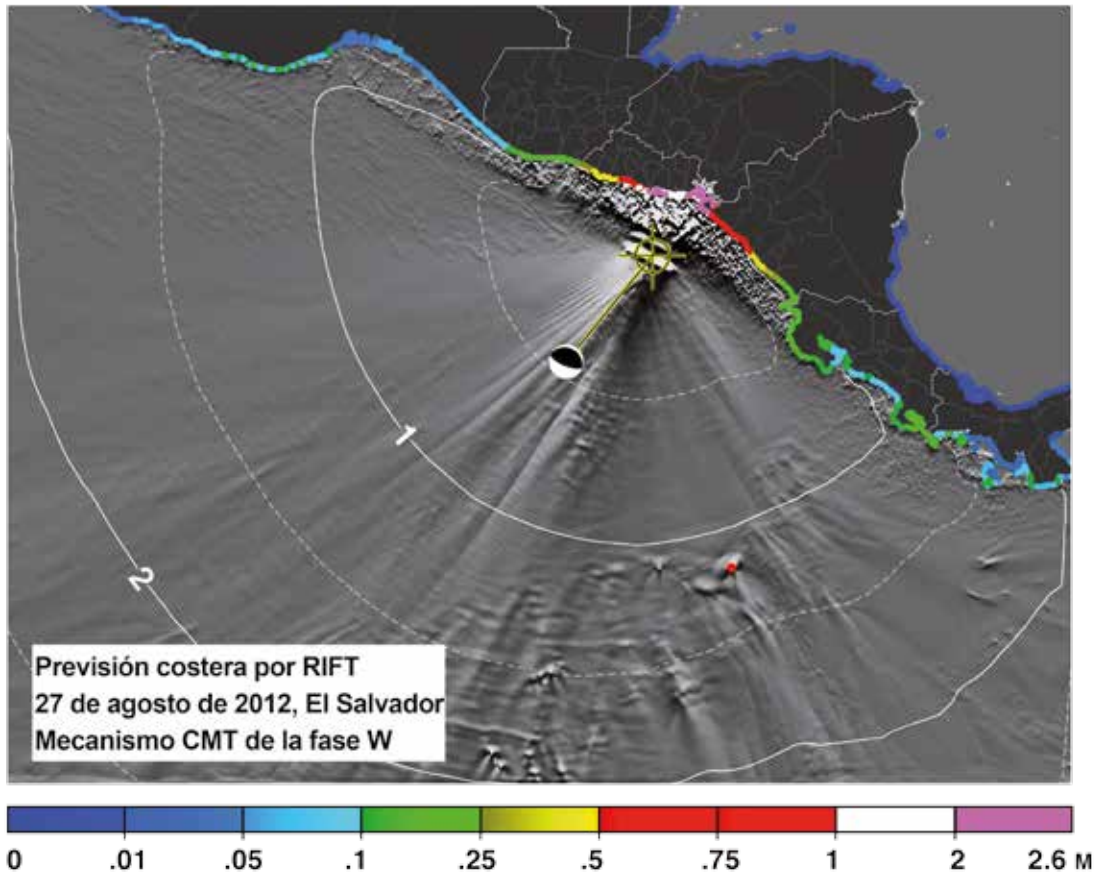 1
2
Previsión costera por RIFT
27 de agosto de 2012, El Salvador
Mecanismo CMT de la fase W
0 .01 .05 .1 .25 .5 .75 1 2 2.6 M